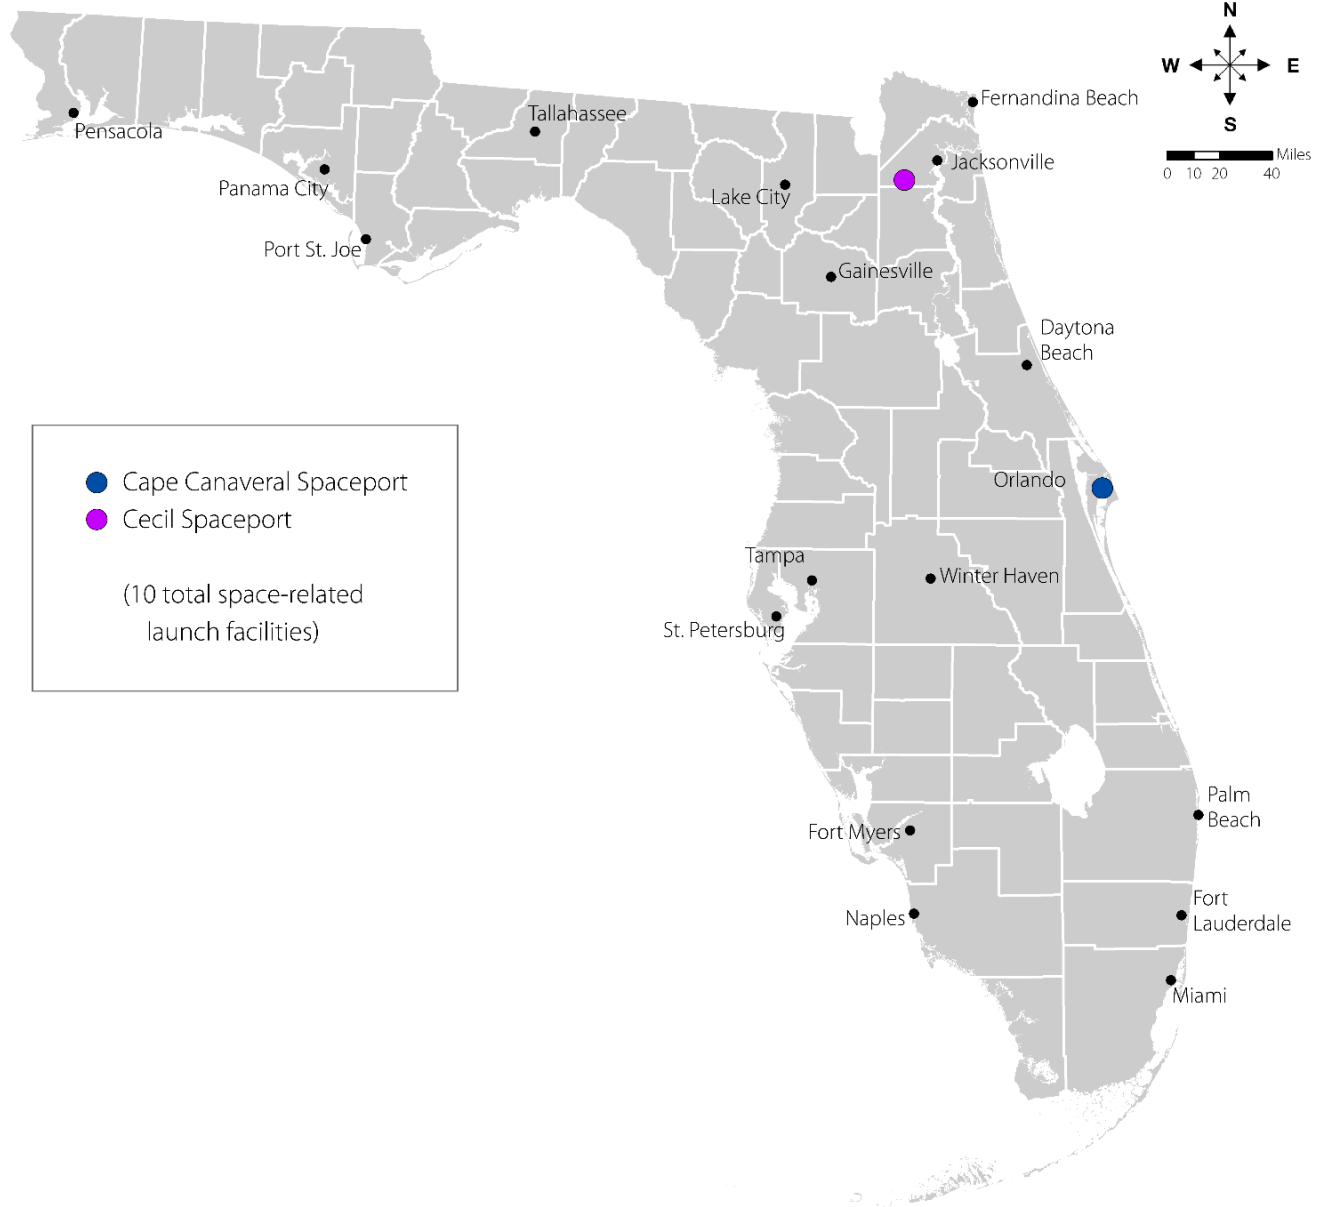 N
W E
S
Miles
0 10 20 40
Fernandina Beach
Tallahassee
Pensacola
Jacksonville
Panama City
Lake City
Port St. Joe
Gainesville
Daytona
Beach
Orlando
Cape Canaveral Spaceport
Cecil Spaceport
(10 total space-related
launch facilities)
Tampa
Winter Haven
St. Petersburg
Palm
Beach
Fort Myers
Fort
Lauderdale
Naples
Miami